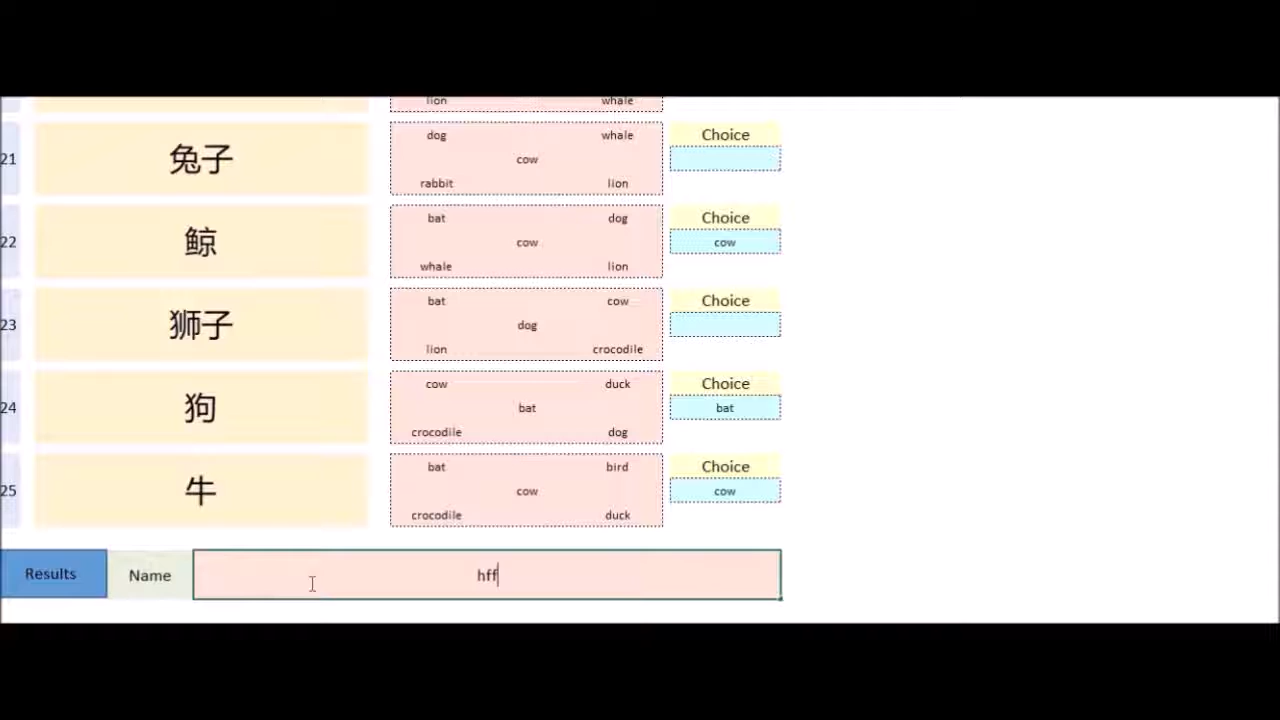 lion whale
21 兔子 dog whale cow rabbit lion Choice
22 鲸 bat dog cow whale lion Choice cow
23 狮子 bat cow dog lion crocodile Choice
24 狗 cow duck bat crocodile dog Choice bat
25 牛 bat bird cow crocodile duck Choice cow
Results Name hff